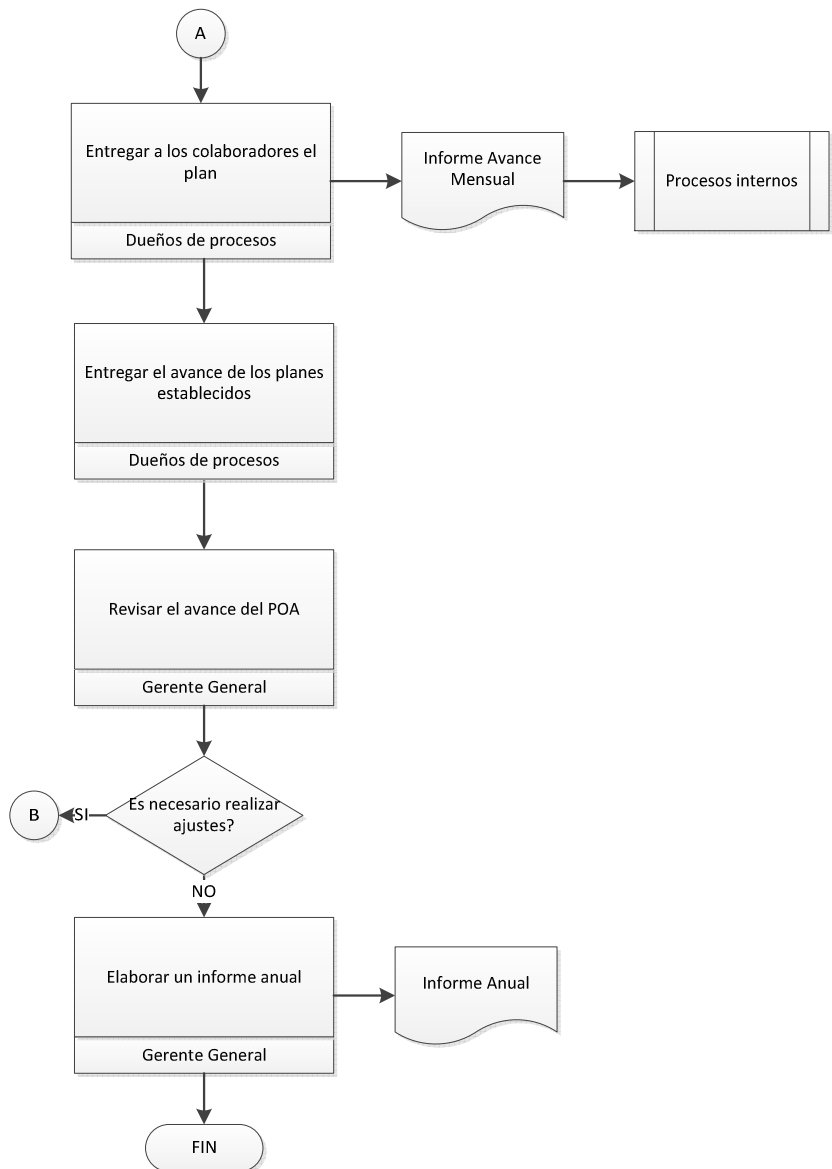 A
Entregar a los colaboradores el
plan
Dueños de procesos
Informe Avance
Mensual
Procesos internos
Entregar el avance de los planes
establecidos
Dueños de procesos
Revisar el avance del POA
Gerente General
Es necesario realizar
ajustes?
SI
B
NO
Elaborar un informe anual
Gerente General
Informe Anual
FIN